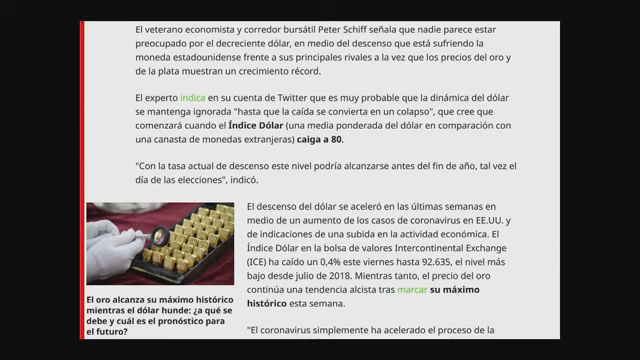 El veterano economista y corredor bursátil Peter Schiff señala que nadie parece estar
preocupado por el decreciente dólar, en medio del descenso que está sufriendo la
moneda estadounidense frente a sus principales rivales a la vez que los precios del oro y
de la plata muestran un crecimiento récord.
El experto indica en su cuenta de Twitter que es muy probable que la dinámica del dólar
se mantenga ignorada "hasta que la caída se convierta en un colapso", que cree que
comenzará cuando el Índice Dólar (una media ponderada del dólar en comparación con
una canasta de monedas extranjeras) caiga a 80.
"Con la tasa actual de descenso este nivel podría alcanzarse antes del fin de año, tal vez el
día de las elecciones", indicó.
El descenso del dólar se aceleró en las últimas semanas en
medio de un aumento de los casos de coronavirus en EE.UU. y
de indicaciones de una subida en la actividad económica. El
Índice Dólar en la bolsa de valores Intercontinental Exchange
(ICE) ha caído un 0,4% este viernes hasta 92.635, el nivel más
bajo desde julio de 2018. Mientras tanto, el precio del oro
continúa una tendencia alcista tras marcar su máximo
histórico esta semana.
"El coronavirus simplemente ha acelerado el proceso de la
El oro alcanza su máximo histórico
mientras el dólar hunde: ¿a qué se
debe y cuál es el pronóstico para
el futuro?